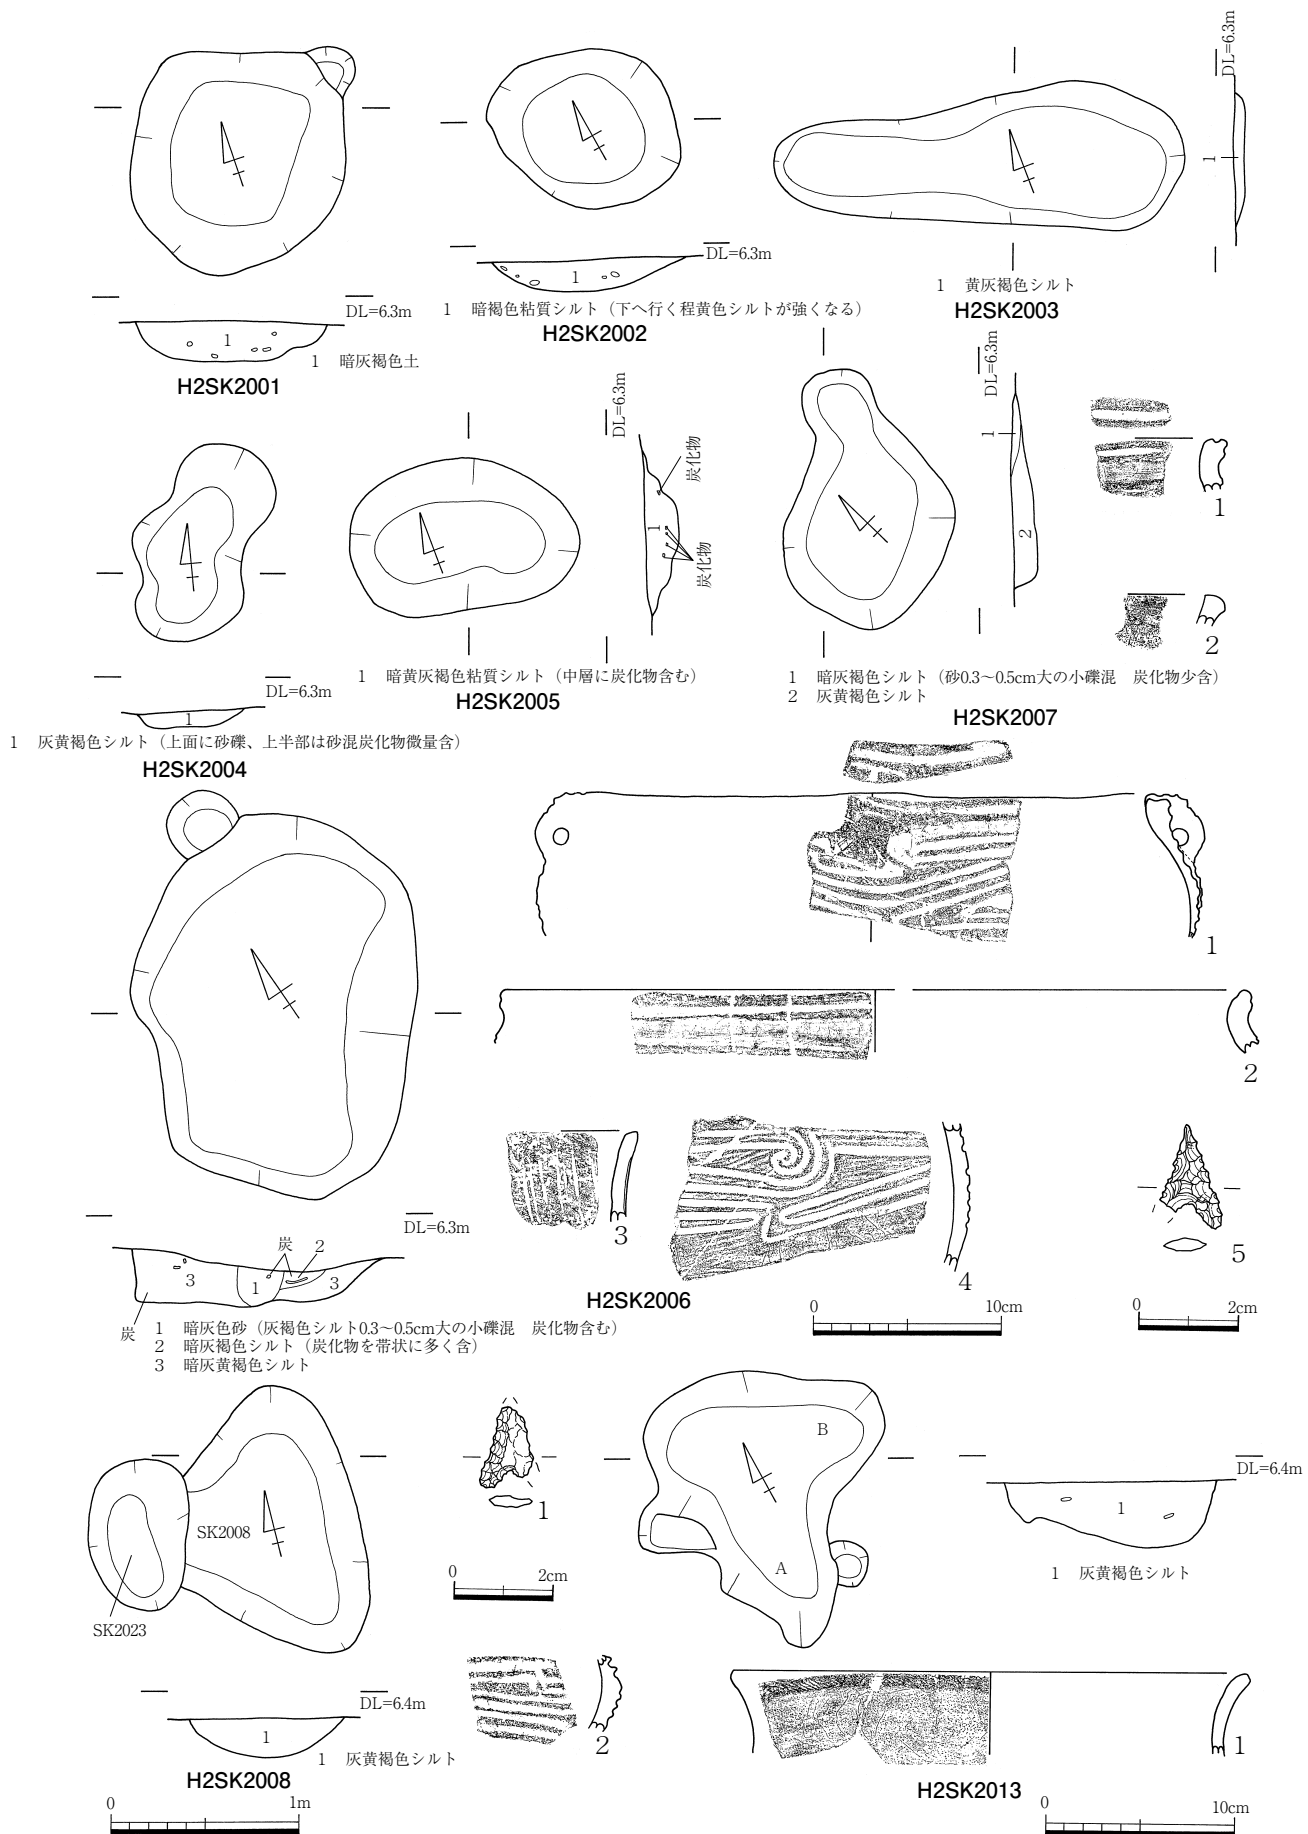 DL=6.3m
1
1 暗灰褐色土
H2SK2001
DL=6.3m
1
1 暗褐色粘質シルト（下へ行く程黄色シルトが強くなる）
H2SK2002
DL=6.3m
1
1 黄灰褐色シルト
H2SK2003
DL=6.3m
1
1 灰黄褐色シルト（上面に砂礫、上半部は砂混炭化物微量含）
H2SK2004
DL=6.3m
炭化物
1
炭化物
1 暗黄灰褐色粘質シルト（中層に炭化物含む）
H2SK2005
DL=6.3m
1
2
1
2
1 暗灰褐色シルト（砂0.3～0.5cm大の小礫混 炭化物少含）
2 灰黄褐色シルト
H2SK2007
1
2
3
4
5
DL=6.3m
炭 2
3 1 3
炭
1 暗灰色砂（灰褐色シルト0.3～0.5cm大の小礫混 炭化物含む）
2 暗灰褐色シルト（炭化物を帯状に多く含）
3 暗灰黄褐色シルト
H2SK2006
0 10cm
0 2cm
SK2008
SK2023
1
0 2cm
2
DL=6.4m
1
1 灰黄褐色シルト
H2SK2008
0 1m
B
A
DL=6.4m
1
1 灰黄褐色シルト
1
H2SK2013
0 10cm